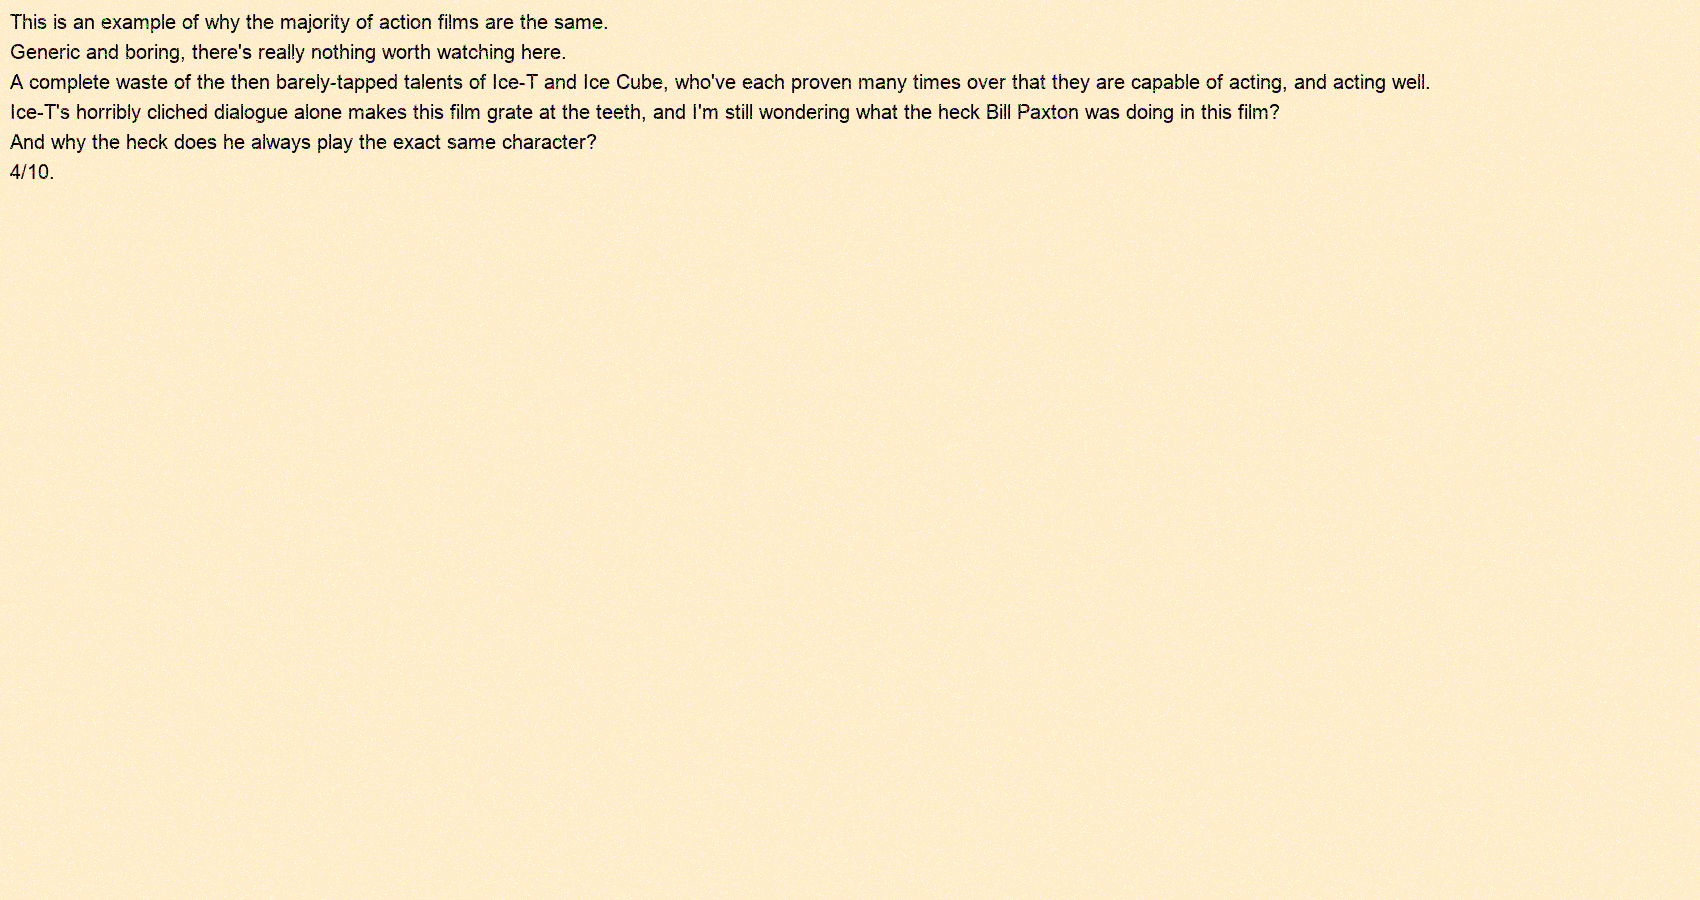 This is an example of why the majority of action films are the same.
Generic and boring, there's really nothing worth watching here.
A complete waste of the then barely-tapped talents of Ice-T and Ice Cube, who've each proven many times over that they are capable of acting, and acting well.
Ice-T's horribly cliched dialogue alone makes this film grate at the teeth, and I'm still wondering what the heck Bill Paxton was doing in this film?
And why the heck does he always play the exact same character?
4/10.